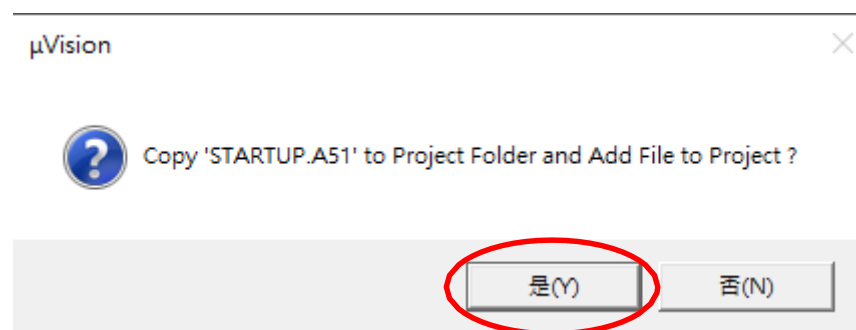 µVision
Copy 'STARTUP.A51' to Project Folder and Add File to Project ?
是(Y)
否(N)